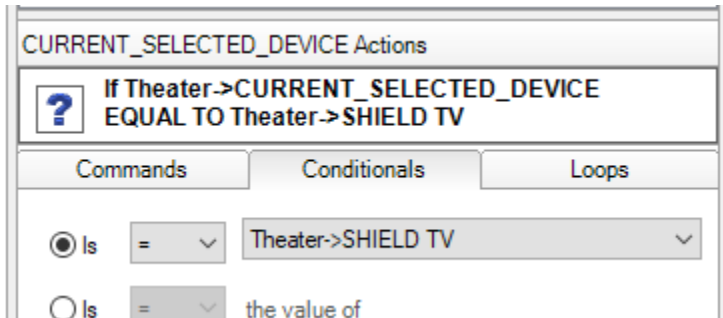 CURRENT_SELECTED_DEVICE Actions
If Theater->CURRENT_SELECTED_DEVICE
EQUAL TO Theater->SHIELD TV
Commands Conditionals Loops
Is = Theater->SHIELD TV
Is = the value of